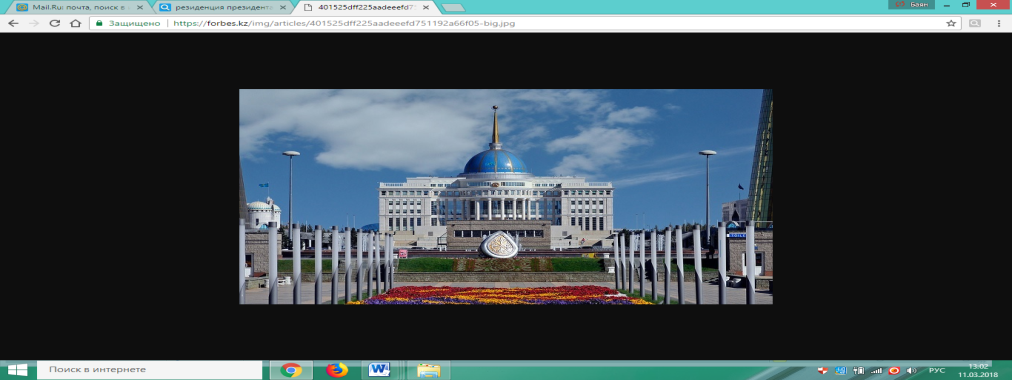 Mail.Ru: почта, поиск в
резиденция президент
401525dff225aadeeefd7
Баян
Защищено
https://forbes.kz/img/articles/401525dff225aadeeefd751192a66f05-big.jpg
Поиск в интернете
РУС
13:02
11.03.2018